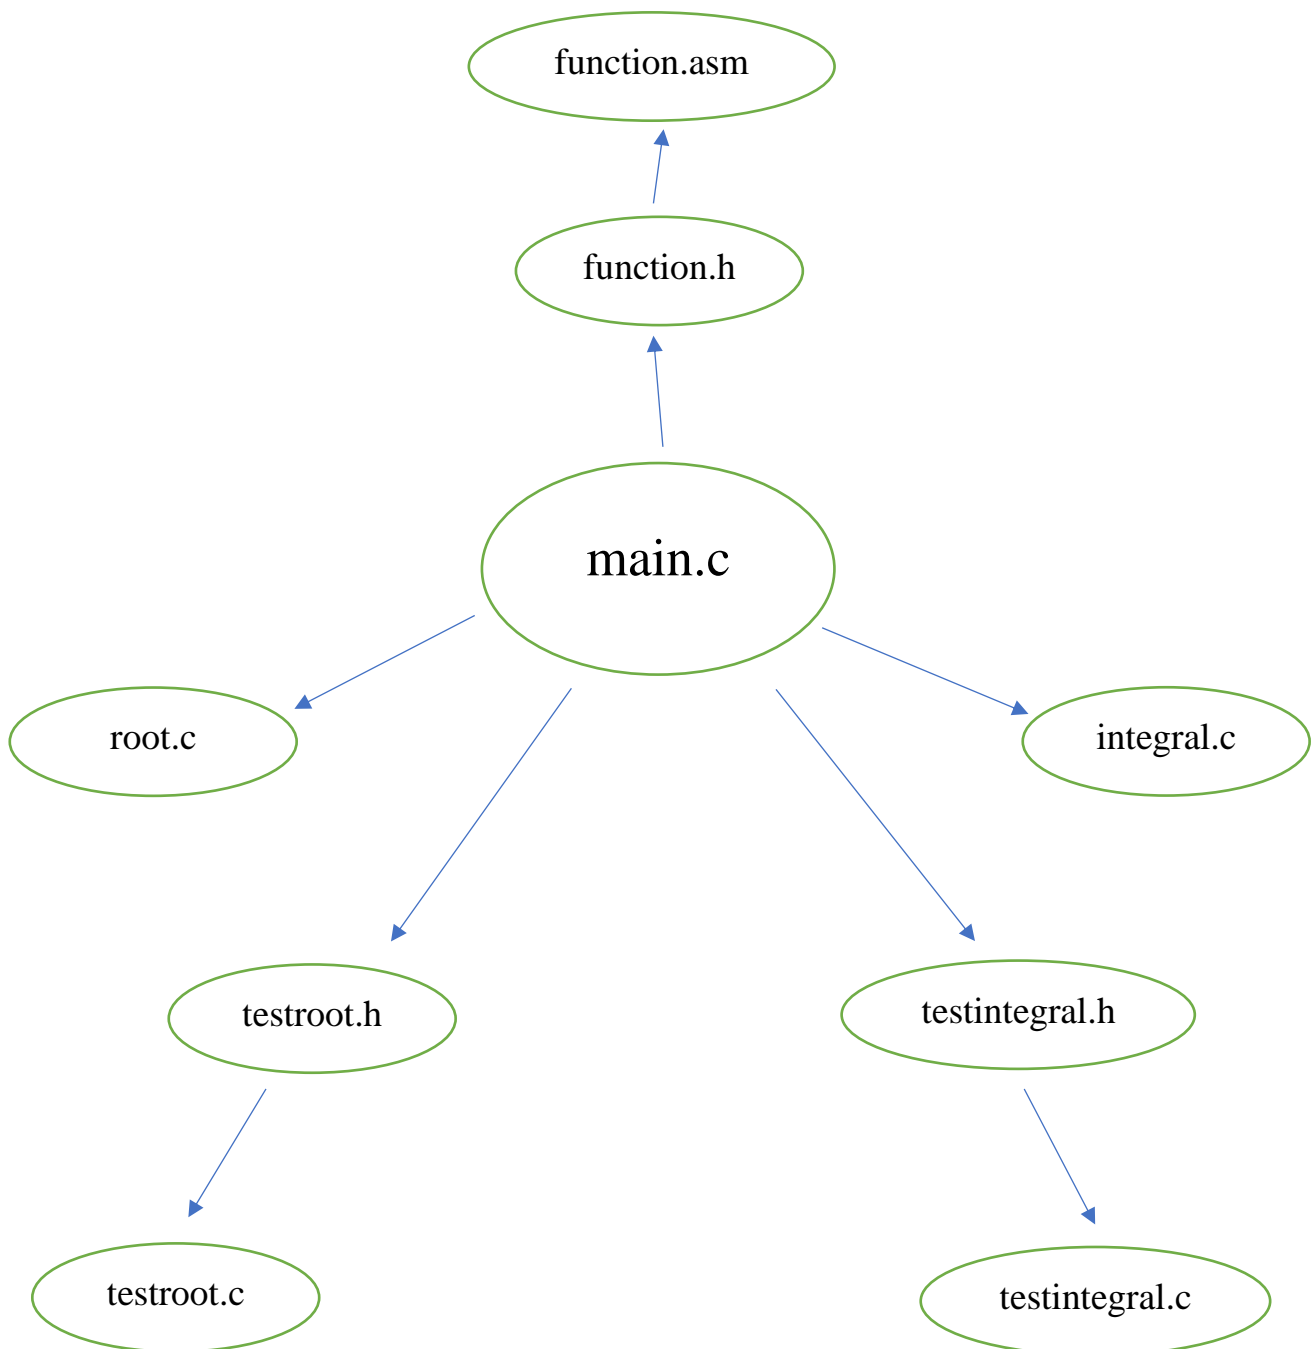 function.asm
function.h
main.c
root.c
integral.c
testroot.h
testintegral.h
testroot.c
testintegral.c